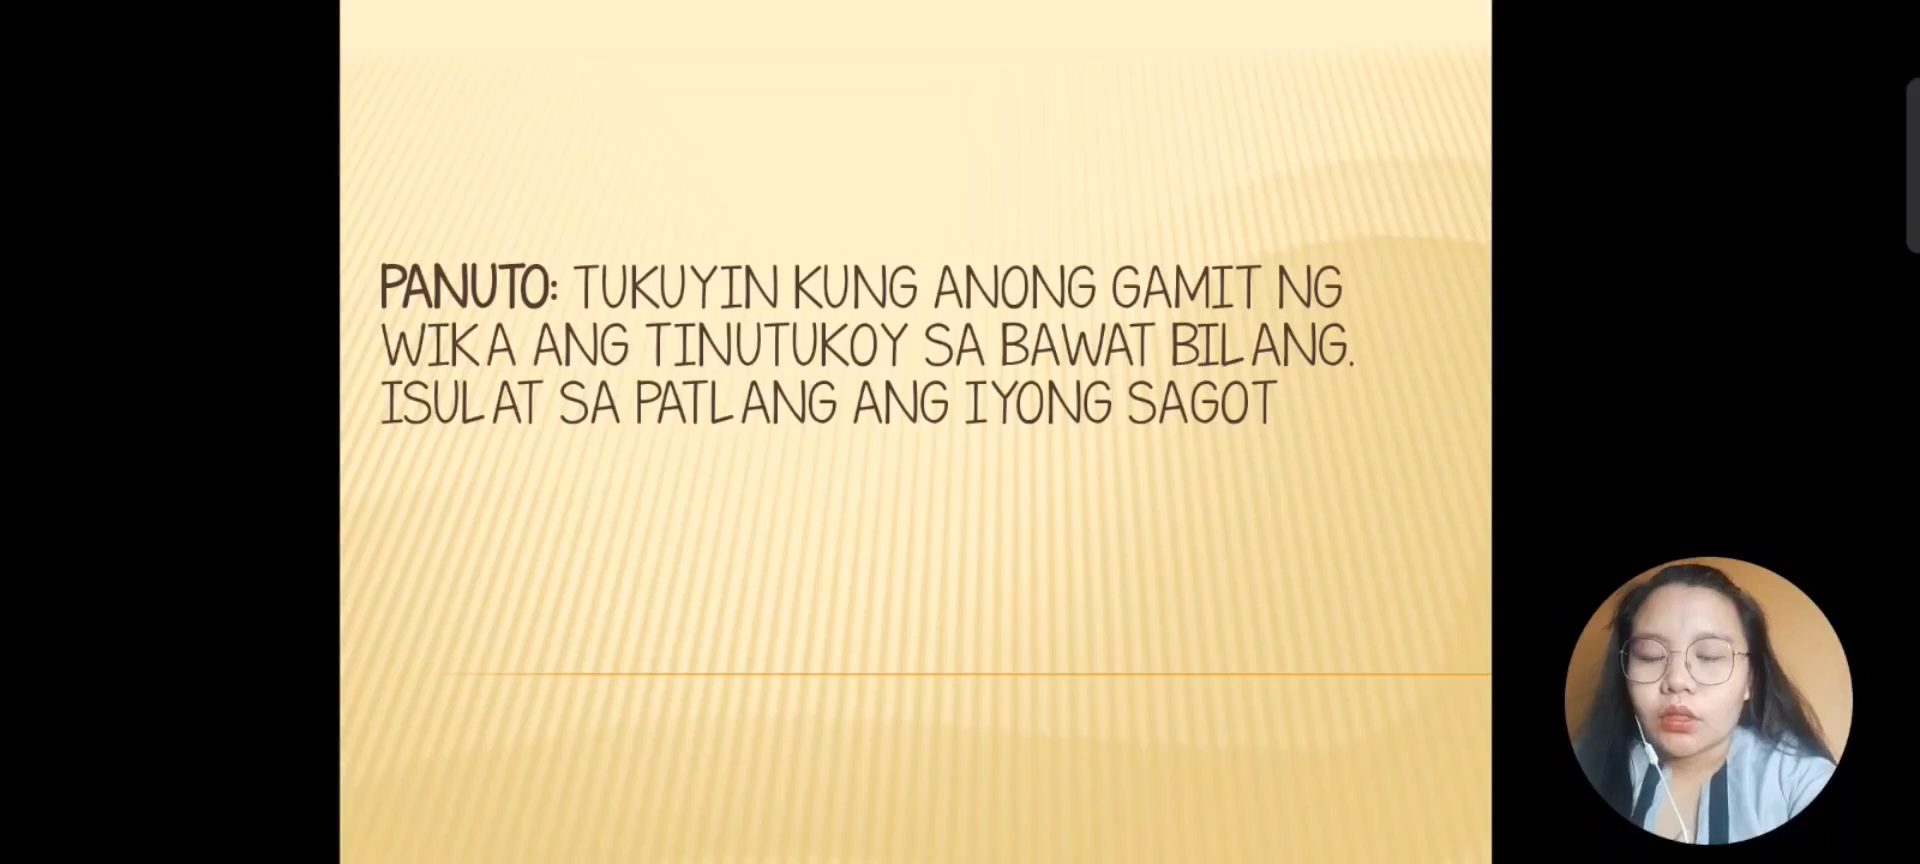 PANUTO: TUKUYIN KUNG ANONG GAMIT NG
WIKA ANG TINUTUKOY SA BAWAT BILANG.
ISULAT SA PATLANG ANG IYONG SAGOT